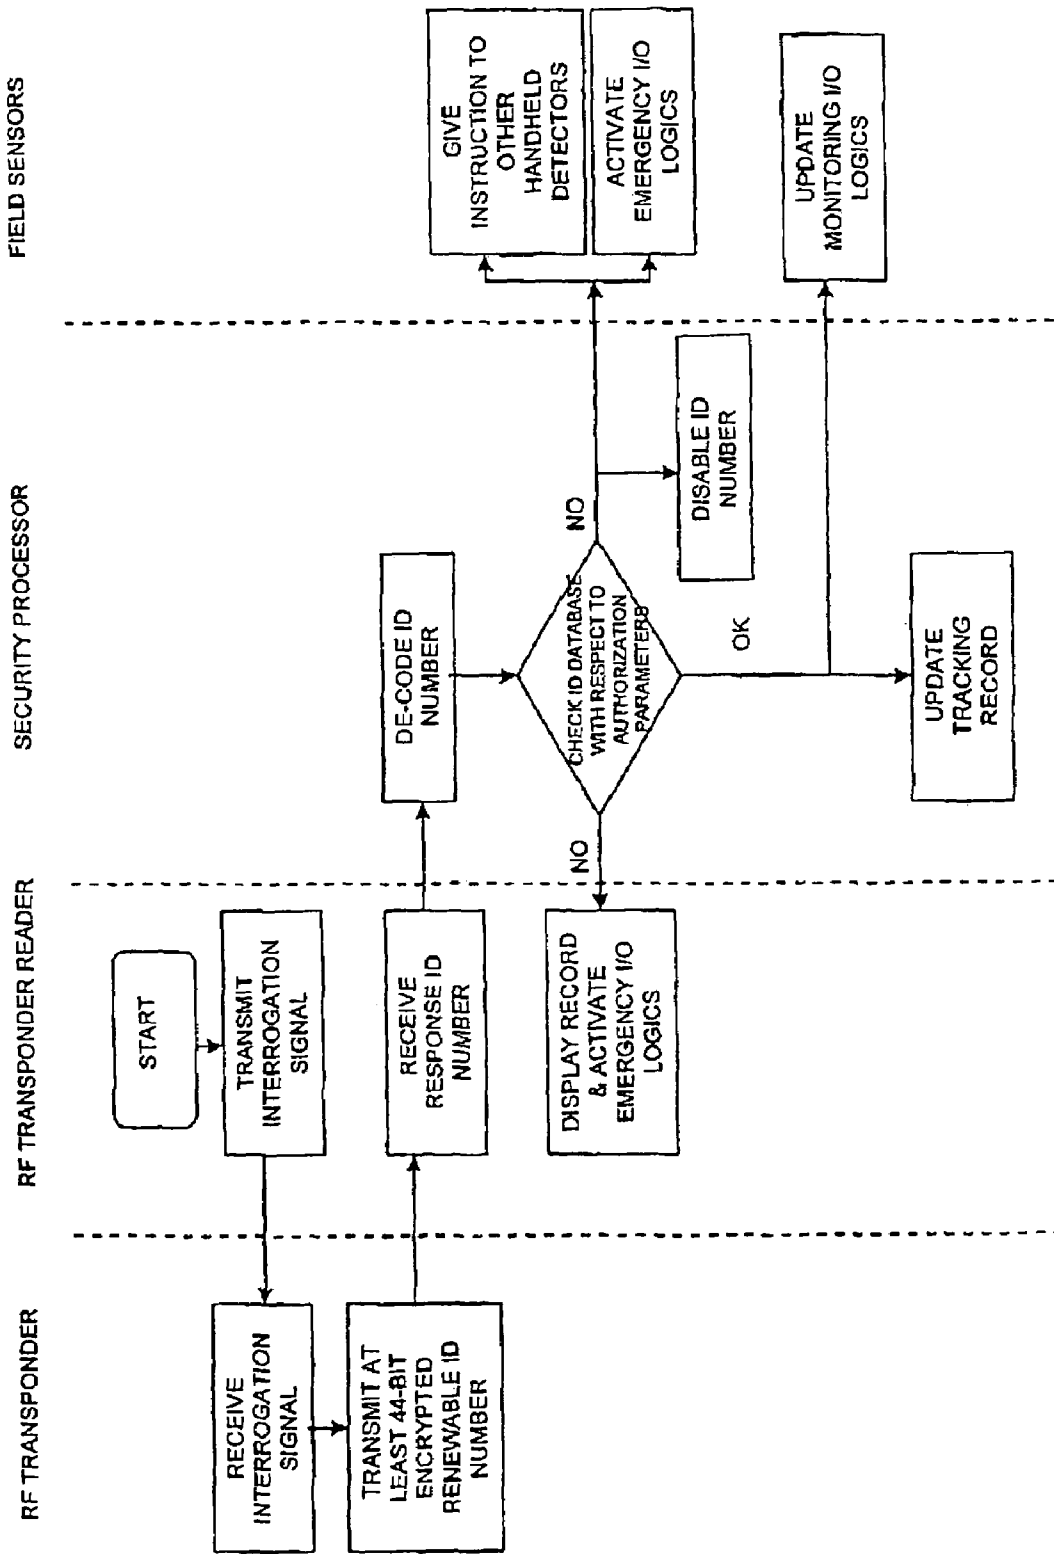 RF TRANSPONDER
RF TRANSPONDER READER
SECURITY PROCESSOR
FIELD SENSORS
START
TRANSMIT
INTERROGATION
SIGNAL
RECEIVE
INTERROGATION
SIGNAL
TRANSMIT AT
LEAST 44-BIT
ENCRYPTED
RENEWABLE ID
NUMBER
RECEIVE
RESPONSE ID
NUMBER
DE-CODE ID
NUMBER
CHECK ID DATABASE
WITH RESPECT TO
AUTHORIZATION
PARAMETERS
NO
DISPLAY RECORD
& ACTIVATE
EMERGENCY I/O
LOGICS
NO
DISABLE ID
NUMBER
GIVE
INSTRUCTION TO
OTHER
HANDHELD
DETECTORS
ACTIVATE
EMERGENCY I/O
LOGICS
OK
UPDATE
TRACKING
RECORD
UPDATE
MONITORING I/O
LOGICS